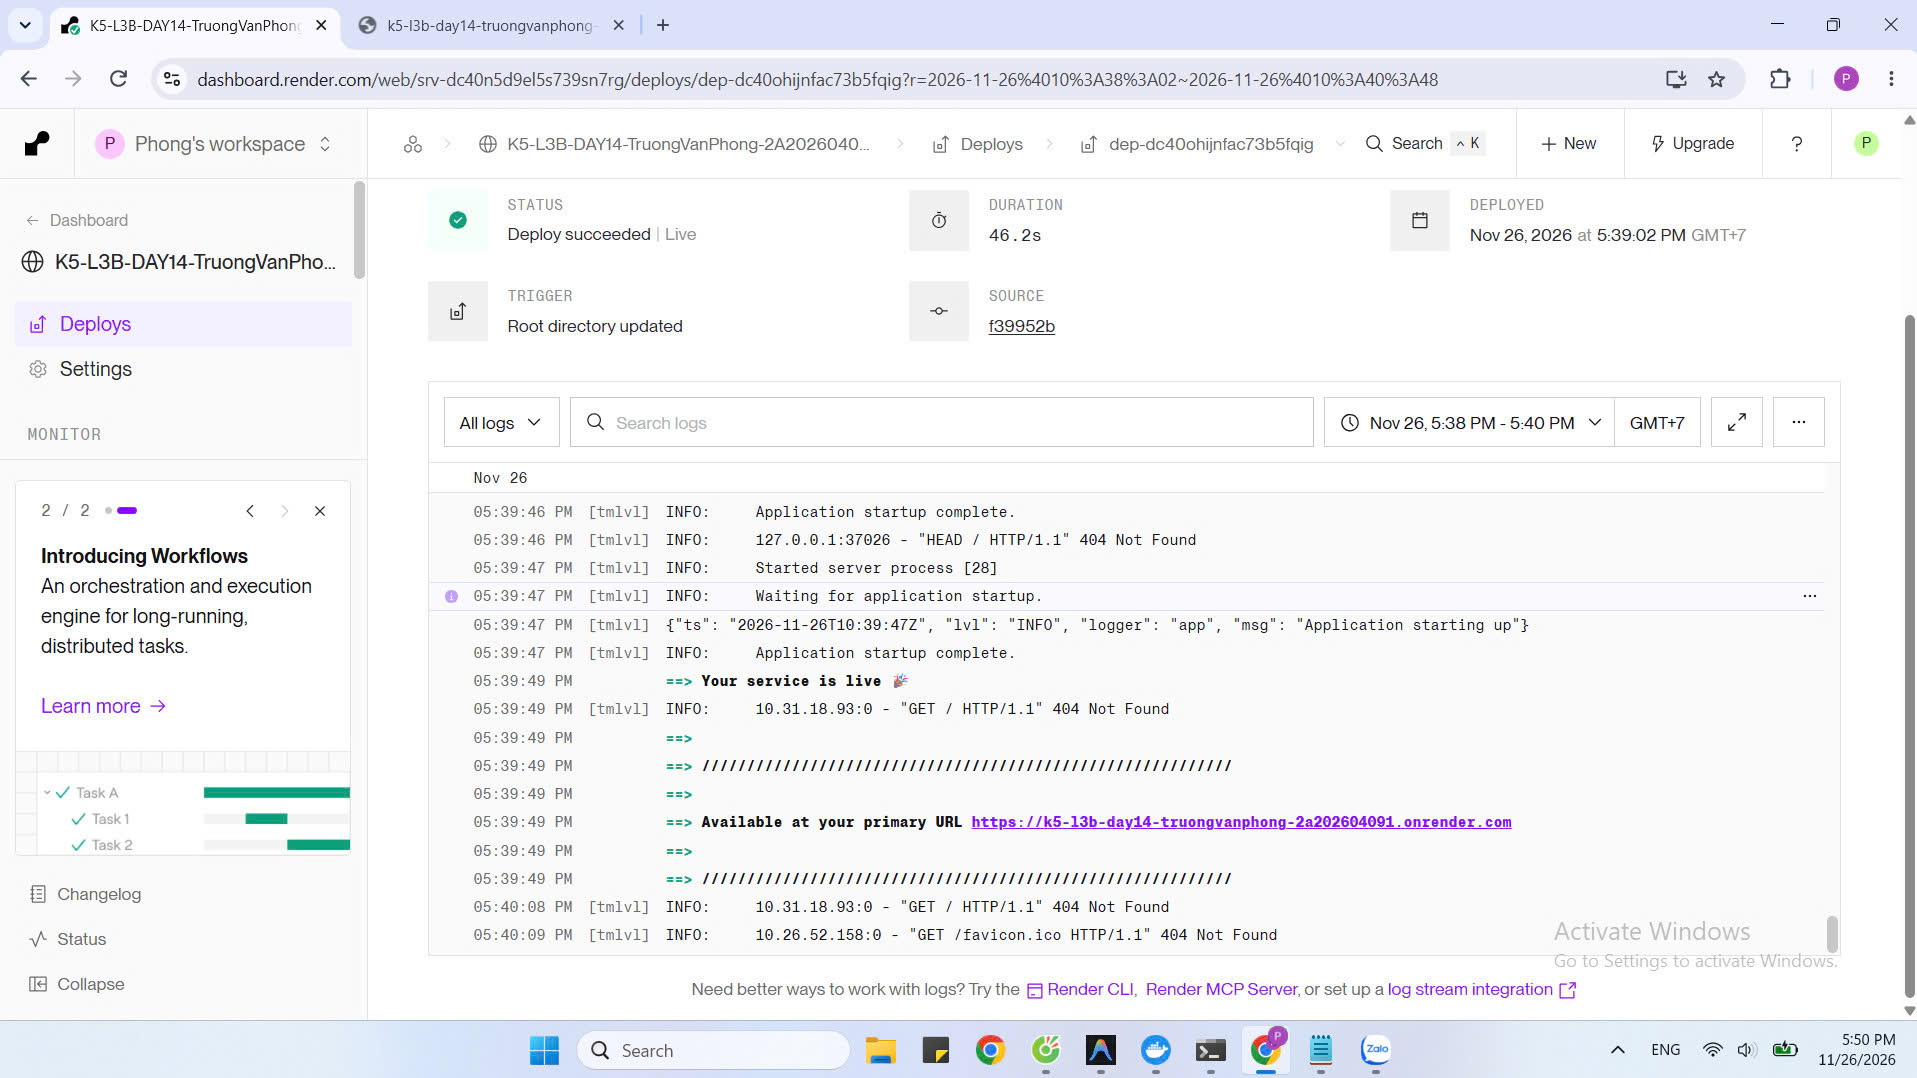 K5-L3B-DAY14-TruongVanPhong
k5-l3b-day14-truongvanphong-
dashboard.render.com/web/srv-dc40n5d9el5s739sn7rg/deploys/dep-dc40ohijnfac73b5fqig?r=2026-11-26%4010%3A38%3A02~2026-11-26%4010%3A40%3A48
P
P Phong's workspace
K5-L3B-DAY14-TruongVanPhong-2A2026040...
Deploys
dep-dc40ohijnfac73b5fqig
Search ^ K
+ New
Upgrade
?
P
← Dashboard
K5-L3B-DAY14-TruongVanPho...
Deploys
Settings
MONITOR
2 / 2
Introducing Workflows
An orchestration and execution
engine for long-running,
distributed tasks.
Learn more →
Task A
Task 1
Task 2
Changelog
Status
Collapse
STATUS
Deploy succeeded | Live
DURATION
46.2s
DEPLOYED
Nov 26, 2026 at 5:39:02 PM GMT+7
TRIGGER
Root directory updated
SOURCE
f39952b
All logs
Search logs
Nov 26, 5:38 PM - 5:40 PM
GMT+7
...
Nov 26
05:39:46 PM [tmlvl] INFO: Application startup complete.
05:39:46 PM [tmlvl] INFO: 127.0.0.1:37026 - "HEAD / HTTP/1.1" 404 Not Found
05:39:47 PM [tmlvl] INFO: Started server process [28]
05:39:47 PM [tmlvl] INFO: Waiting for application startup.
05:39:47 PM [tmlvl] {"ts": "2026-11-26T10:39:47Z", "lvl": "INFO", "logger": "app", "msg": "Application starting up"}
05:39:47 PM [tmlvl] INFO: Application startup complete.
05:39:49 PM ==> Your service is live 🎉
05:39:49 PM [tmlvl] INFO: 10.31.18.93:0 - "GET / HTTP/1.1" 404 Not Found
05:39:49 PM ==>
05:39:49 PM ==> ///////////////////////////////////////////////////////////
05:39:49 PM ==>
05:39:49 PM ==> Available at your primary URL https://k5-l3b-day14-truongvanphong-2a202604091.onrender.com
05:39:49 PM ==>
05:39:49 PM ==> ///////////////////////////////////////////////////////////
05:40:08 PM [tmlvl] INFO: 10.31.18.93:0 - "GET / HTTP/1.1" 404 Not Found
05:40:09 PM [tmlvl] INFO: 10.26.52.158:0 - "GET /favicon.ico HTTP/1.1" 404 Not Found
Activate Windows
Go to Settings to activate Windows.
Need better ways to work with logs? Try the Render CLI, Render MCP Server, or set up a log stream integration
Search
P
Zalo
ENG
5:50 PM
11/26/2026